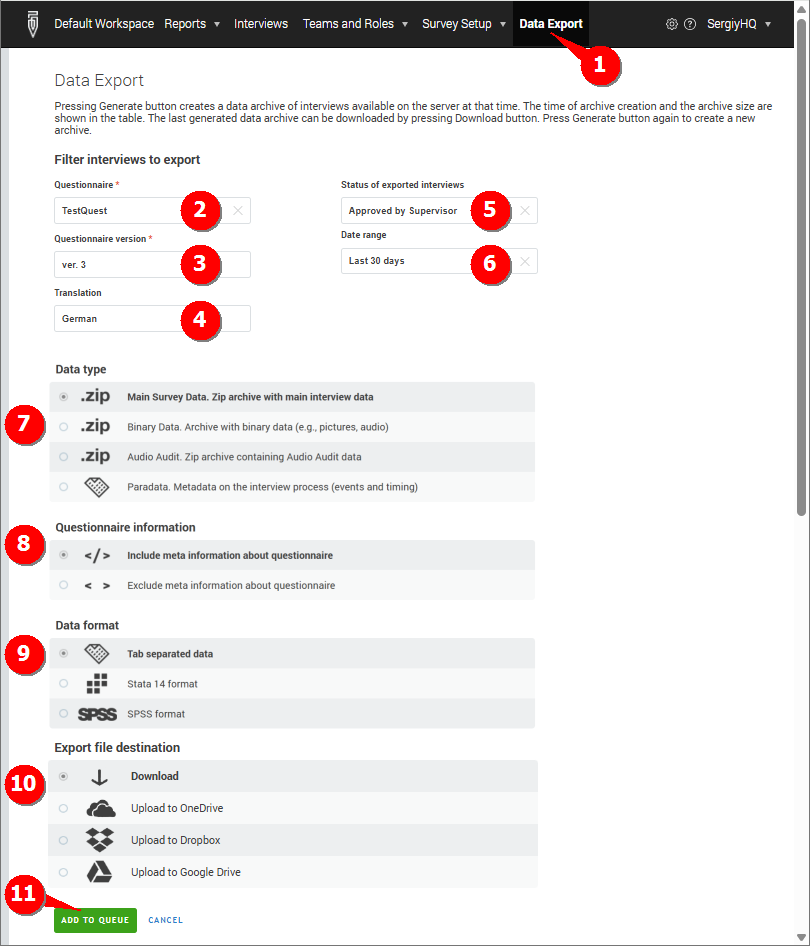 Default Workspace Reports Interviews Teams and Roles Survey Setup Data Export SergiyHQ
1
Data Export
Pressing Generate button creates a data archive of interviews available on the server at that time. The time of archive creation and the archive size are
shown in the table. The last generated data archive can be downloaded by pressing Download button. Press Generate button again to create a new
archive.
Filter interviews to export
Questionnaire *
TestQuest 2
Questionnaire version *
ver. 3 3
Translation
German 4
Status of exported interviews
Approved by Supervisor 5
Date range
Last 30 days 6
Data type
7
.zip Main Survey Data. Zip archive with main interview data
.zip Binary Data. Archive with binary data (e.g., pictures, audio)
.zip Audio Audit. Zip archive containing Audio Audit data
Paradata. Metadata on the interview process (events and timing)
Questionnaire information
8
</> Include meta information about questionnaire
< > Exclude meta information about questionnaire
Data format
9
Tab separated data
Stata 14 format
SPSS SPSS format
Export file destination
10
Download
Upload to OneDrive
Upload to Dropbox
Upload to Google Drive
11
ADD TO QUEUE CANCEL